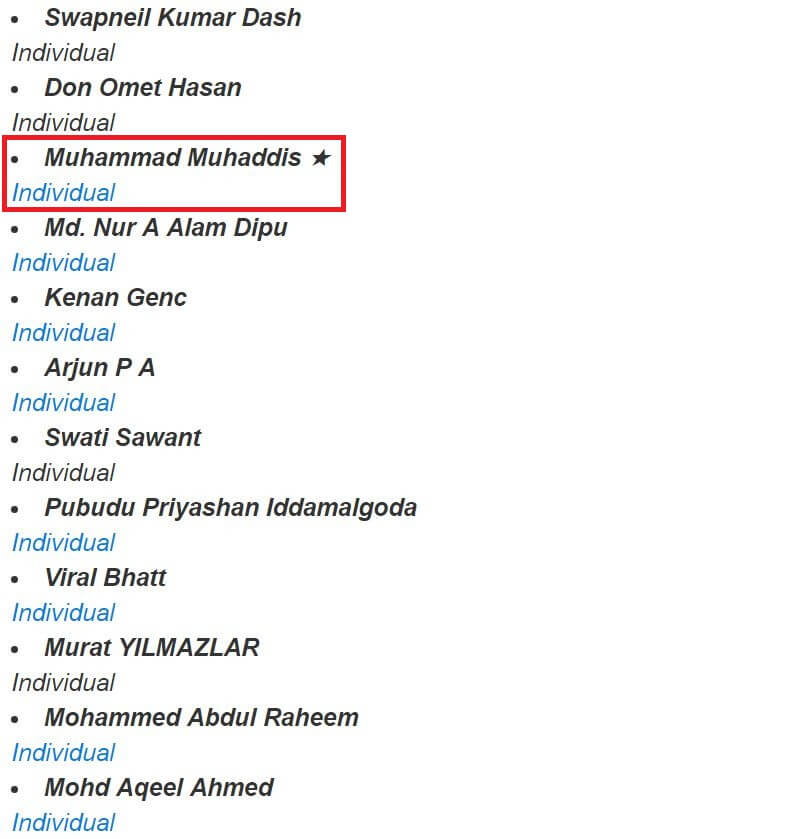 • Swapneil Kumar Dash
Individual
• Don Omet Hasan
Individual
• Muhammad Muhaddis ★
Individual
• Md. Nur A Alam Dipu
Individual
• Kenan Genc
Individual
• Arjun P A
Individual
• Swati Sawant
Individual
• Pubudu Priyashan Iddamalgoda
Individual
• Viral Bhatt
Individual
• Murat YILMAZLAR
Individual
• Mohammed Abdul Raheem
Individual
• Mohd Aqeel Ahmed
Individual